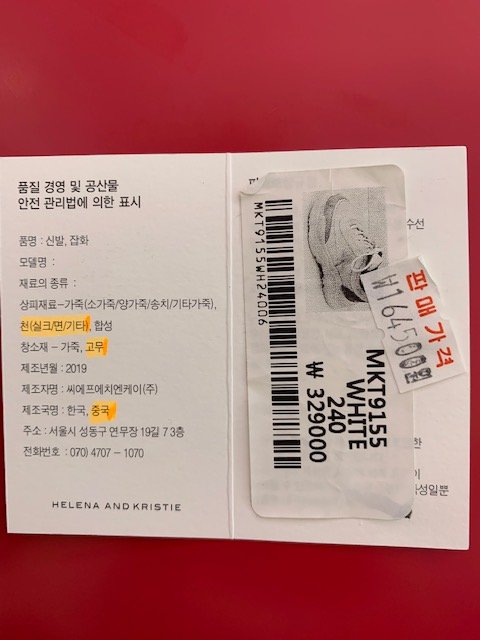 품질 경영 및 공산물
안전 관리법에 의한 표시
품명 : 신발, 잡화
모델명 :
재료의 종류 :
상피재료-가죽(소가죽/양가죽/송치/기타가죽),
천(실크/면/기타), 합성
창소재 - 가죽, 고무
제조년월 : 2019
제조자명 : 씨에프에치엔케이(주)
제조국명 : 한국, 중국
주소 : 서울시 성동구 연무장 19길 7 3층
전화번호 : 070) 4707 - 1070
HELENA AND KRISTIE
수선
MKT9155WH24006
MKT9155
WHITE
240
₩ 329000
판매가격
₩164500원
한
이
성일뿐